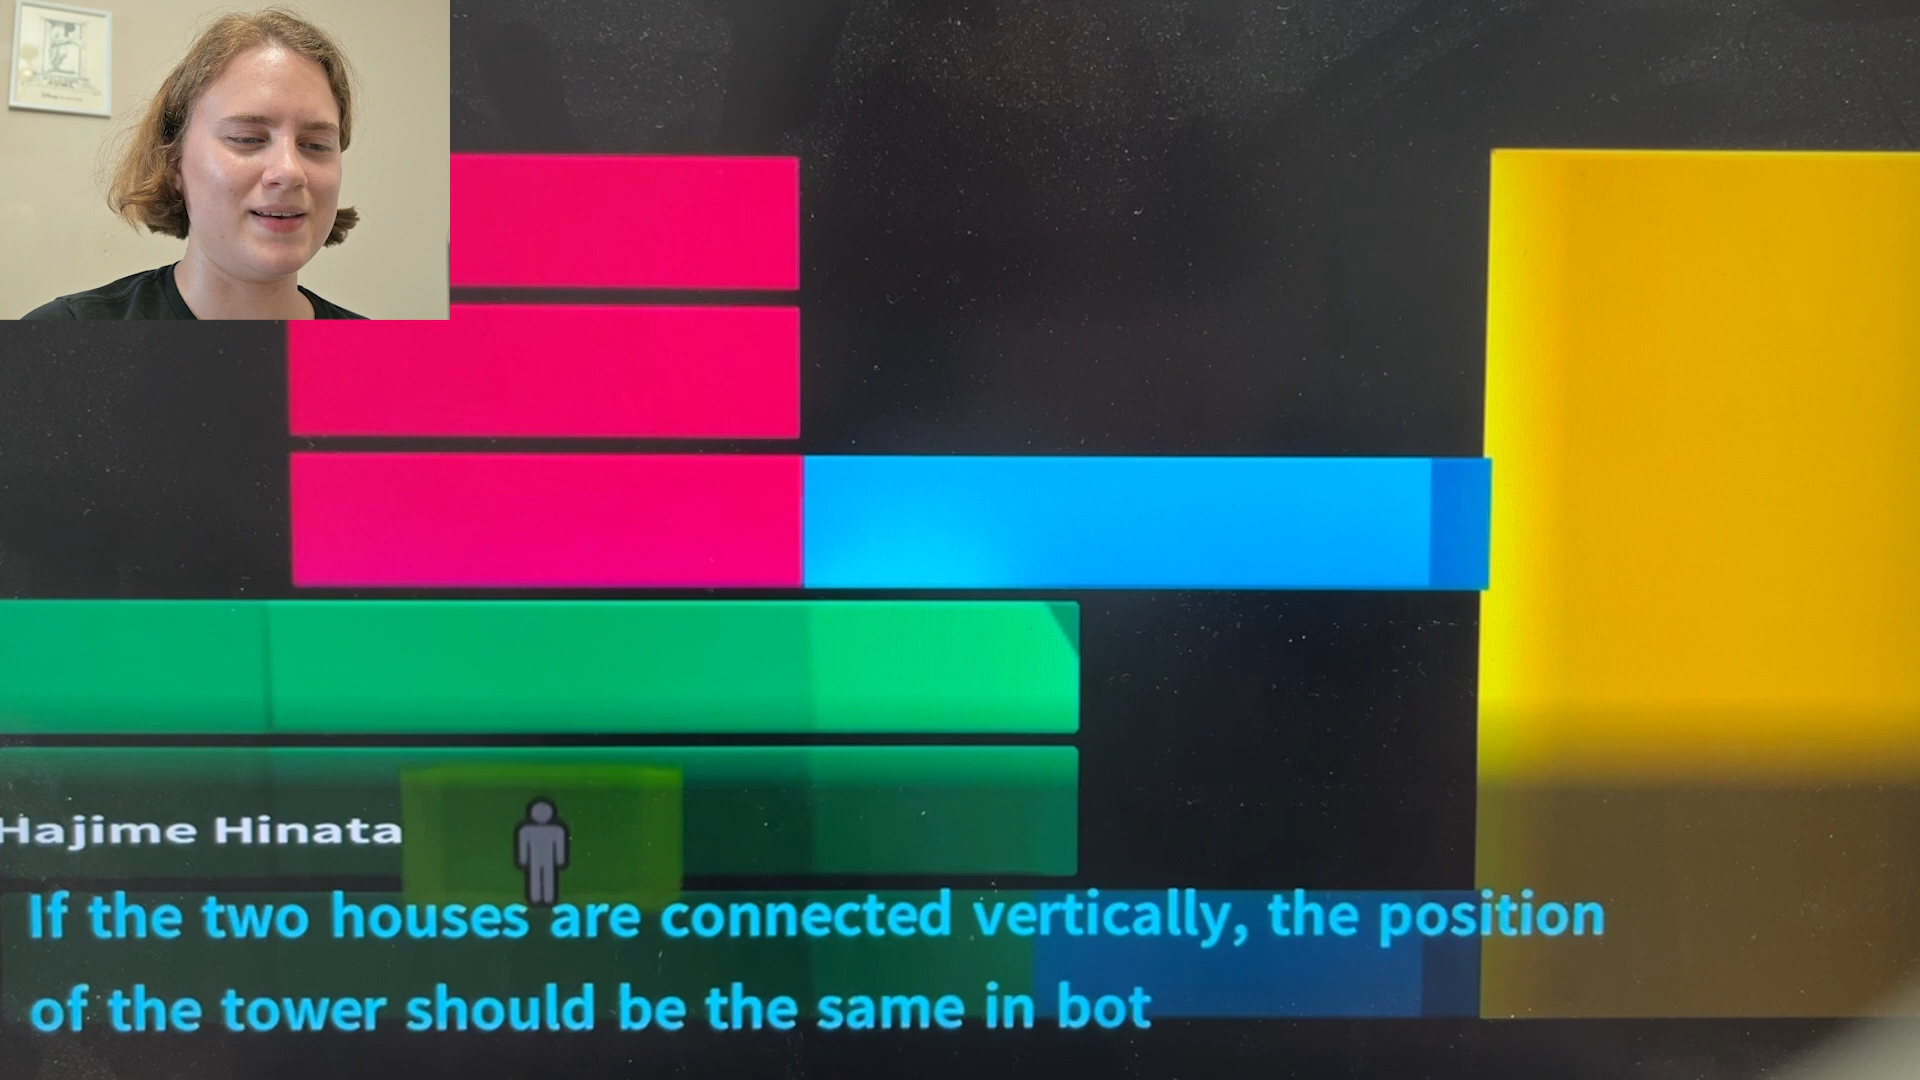 Hajime Hinata
If the two houses are connected vertically, the position
of the tower should be the same in bot